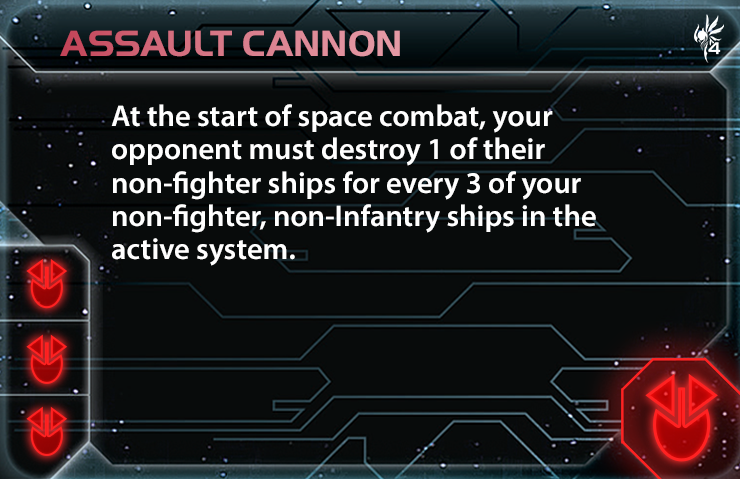 ASSAULT CANNON
4
At the start of space combat, your
opponent must destroy 1 of their
non-fighter ships for every 3 of your
non-fighter, non-Infantry ships in the
active system.